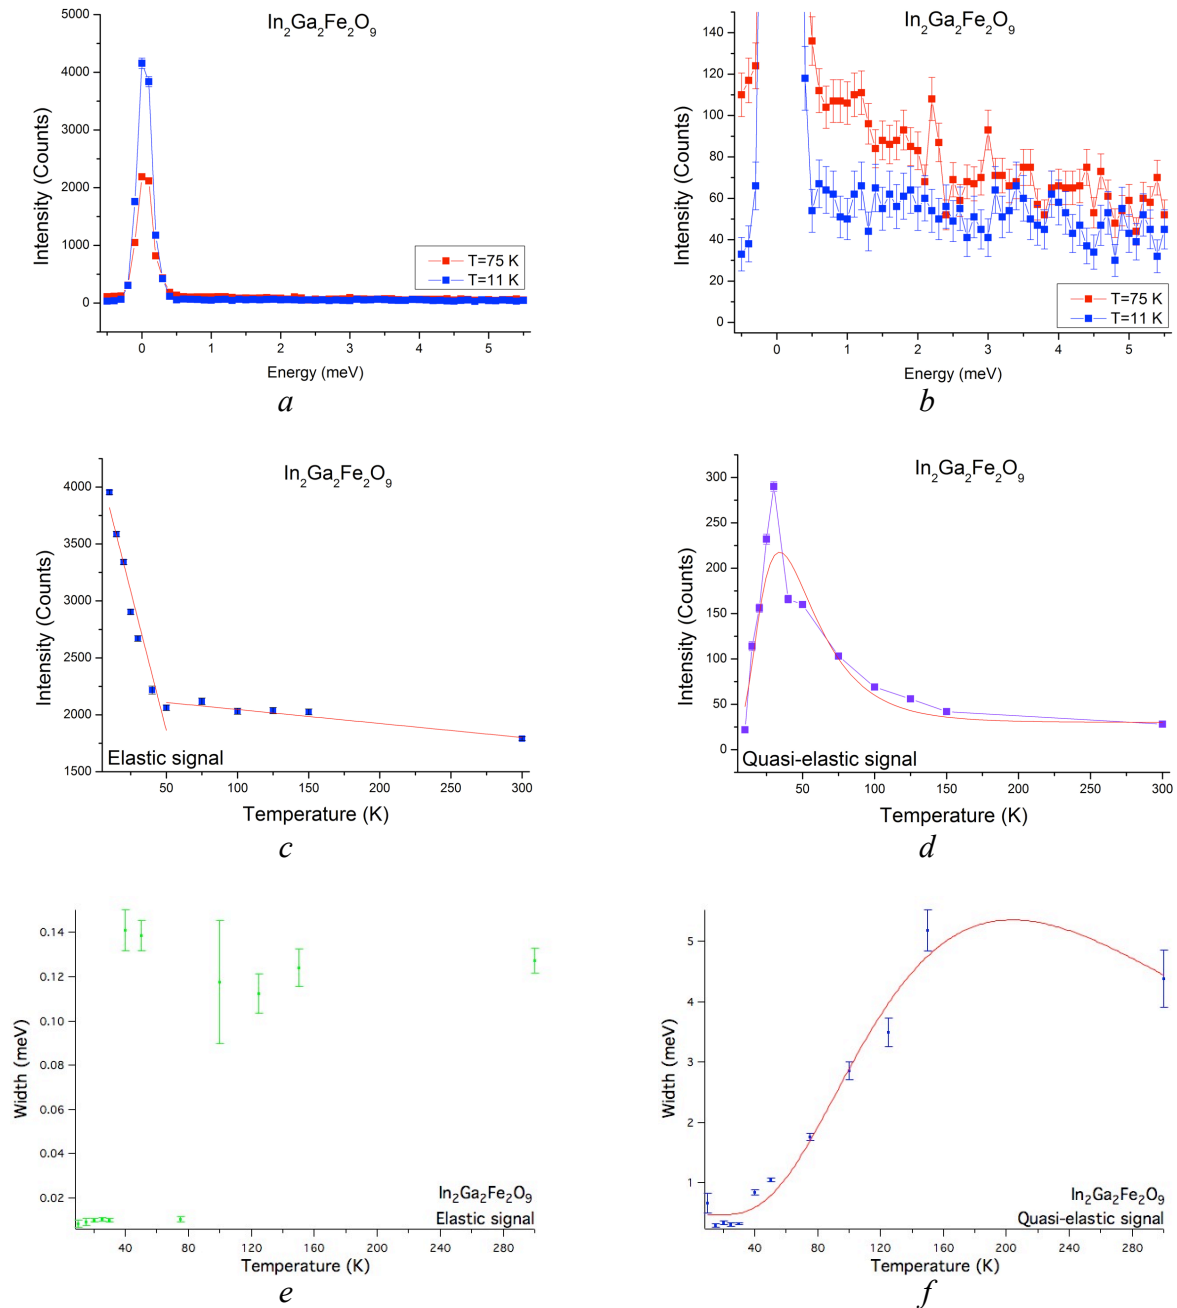 In₂Ga₂Fe₂O₉
5000
4000
3000
2000
1000
0
Intensity (Counts)
T=75 K
T=11 K
0 1 2 3 4 5
Energy (meV)
a
In₂Ga₂Fe₂O₉
140
120
100
80
60
40
20
0
Intensity (Counts)
T=75 K
T=11 K
0 1 2 3 4 5
Energy (meV)
b
In₂Ga₂Fe₂O₉
4000
3500
3000
2500
2000
1500
Intensity (Counts)
Elastic signal
50 100 150 200 250 300
Temperature (K)
c
In₂Ga₂Fe₂O₉
300
250
200
150
100
50
0
Intensity (Counts)
Quasi-elastic signal
50 100 150 200 250 300
Temperature (K)
d
0.14
0.12
0.10
0.08
0.06
0.04
0.02
Width (meV)
In₂Ga₂Fe₂O₉
Elastic signal
40 80 120 160 200 240 280
Temperature (K)
e
5
4
3
2
1
Width (meV)
In₂Ga₂Fe₂O₉
Quasi-elastic signal
40 80 120 160 200 240 280
Temperature (K)
f